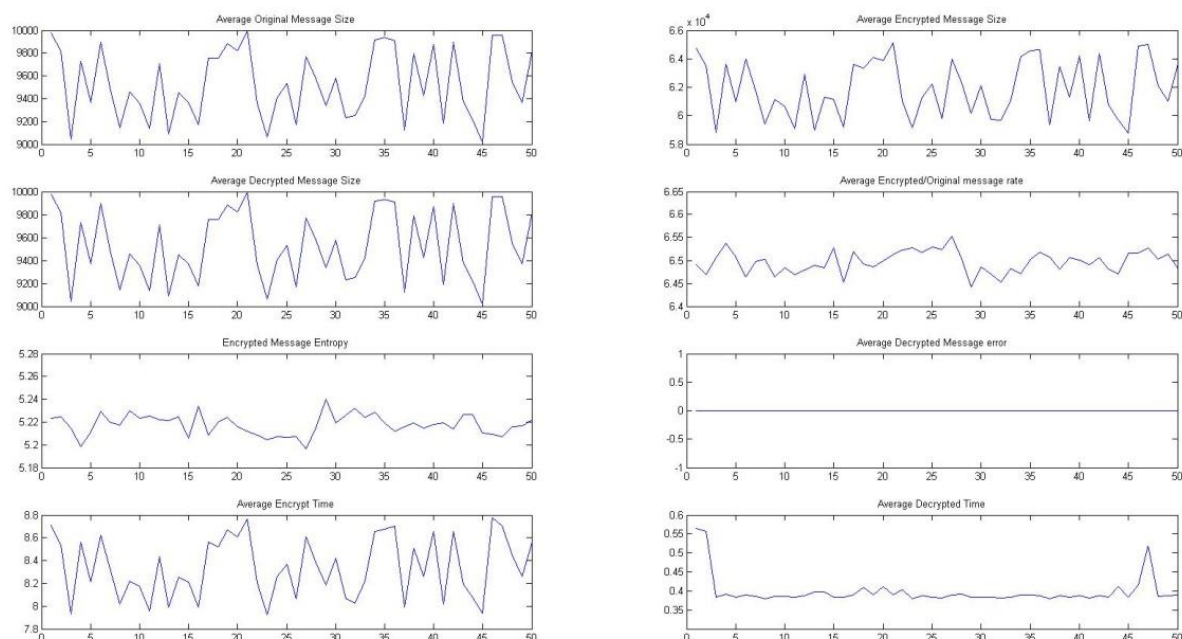 Average Original Message Size
10000
9800
9600
9400
9200
9000
0 5 10 15 20 25 30 35 40 45 50
Average Encrypted Message Size
x 10⁴
6.6
6.4
6.2
6
5.8
0 5 10 15 20 25 30 35 40 45 50
Average Decrypted Message Size
10000
9800
9600
9400
9200
9000
0 5 10 15 20 25 30 35 40 45 50
Average Encrypted/Original message rate
6.65
6.6
6.55
6.5
6.45
6.4
0 5 10 15 20 25 30 35 40 45 50
Encrypted Message Entropy
5.28
5.26
5.24
5.22
5.2
5.18
0 5 10 15 20 25 30 35 40 45 50
Average Decrypted Message error
1
0.5
0
-0.5
-1
0 5 10 15 20 25 30 35 40 45 50
Average Encrypt Time
8.8
8.6
8.4
8.2
8
7.8
0 5 10 15 20 25 30 35 40 45 50
Average Decrypted Time
0.6
0.55
0.5
0.45
0.4
0.35
0 5 10 15 20 25 30 35 40 45 50